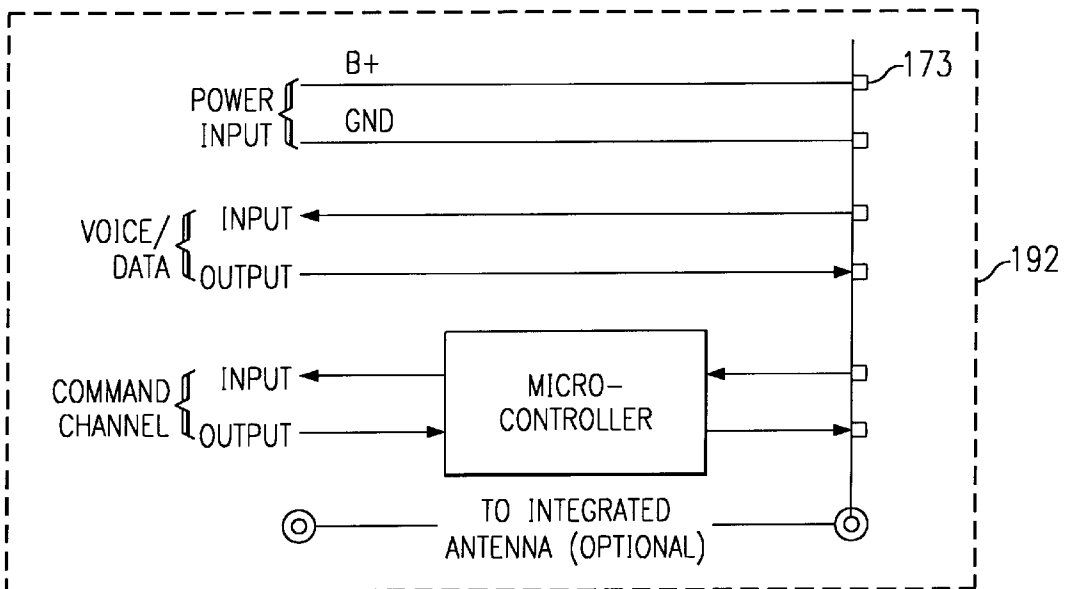 B+
173
POWER
INPUT
GND
VOICE/
DATA
INPUT
OUTPUT
192
COMMAND
CHANNEL
INPUT
OUTPUT
MICRO-
CONTROLLER
TO INTEGRATED
ANTENNA (OPTIONAL)